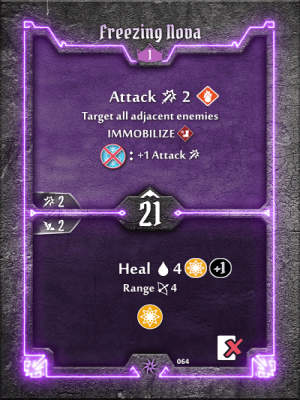 Freezing Nova
1
Attack 2
Target all adjacent enemies
IMMOBILIZE
: +1 Attack
2
21
2
Heal 4 +1
Range 4
064